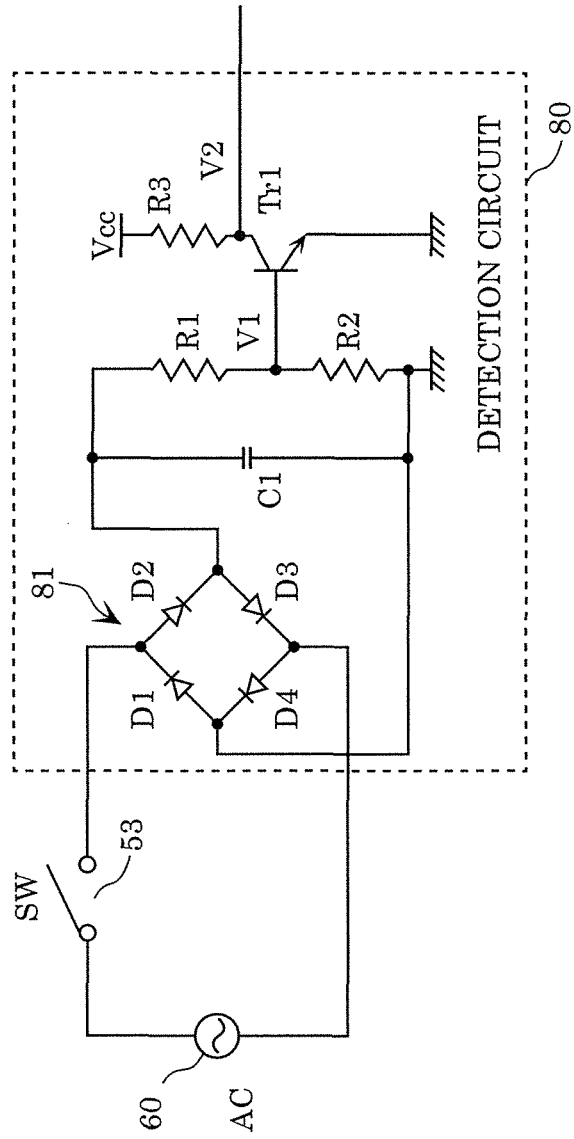 SW
53
60
AC
81
D1
D2
D4
D3
C1
R1
V1
R2
Vcc
R3
V2
Tr1
DETECTION CIRCUIT
80